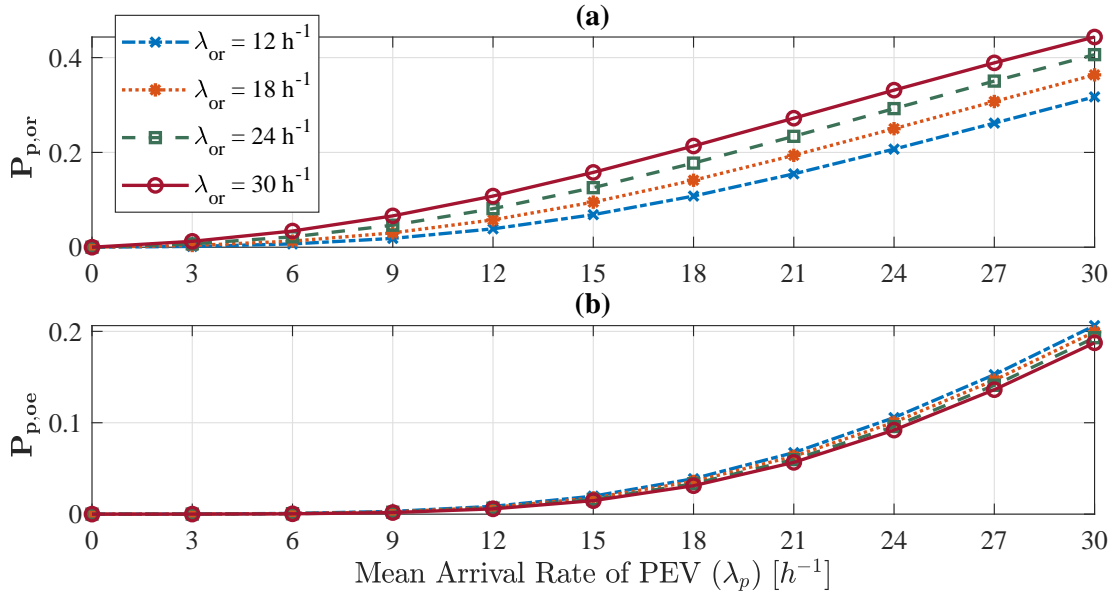 (a)
λor = 12 h-1
λor = 18 h-1
λor = 24 h-1
λor = 30 h-1
Pp,or
0.4
0.2
0
0 3 6 9 12 15 18 21 24 27 30
(b)
Pp,oe
0.2
0.1
0
0 3 6 9 12 15 18 21 24 27 30
Mean Arrival Rate of PEV (λp) [h−1]